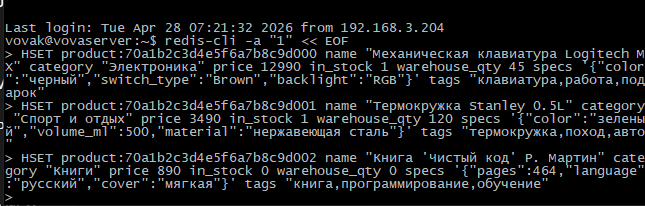 Last login: Tue Apr 28 07:21:32 2026 from 192.168.3.204
vovak@vovaserver:~$ redis-cli -a "1" << EOF
> HSET product:70a1b2c3d4e5f6a7b8c9d000 name "Механическая клавиатура Logitech M
X" category "Электроника" price 12990 in_stock 1 warehouse_qty 45 specs '{"color
":"черный","switch_type":"Brown","backlight":"RGB"}' tags "клавиатура,работа,под
арок"
> HSET product:70a1b2c3d4e5f6a7b8c9d001 name "Термокружка Stanley 0.5L" category
 "Спорт и отдых" price 3490 in_stock 1 warehouse_qty 120 specs '{"color":"зелены
й","volume_ml":500,"material":"нержавеющая сталь"}' tags "термокружка,поход,авто
"
> HSET product:70a1b2c3d4e5f6a7b8c9d002 name "Книга 'Чистый код' Р. Мартин" cate
gory "Книги" price 890 in_stock 0 warehouse_qty 0 specs '{"pages":464,"language"
:"русский","cover":"мягкая"}' tags "книга,программирование,обучение"
>